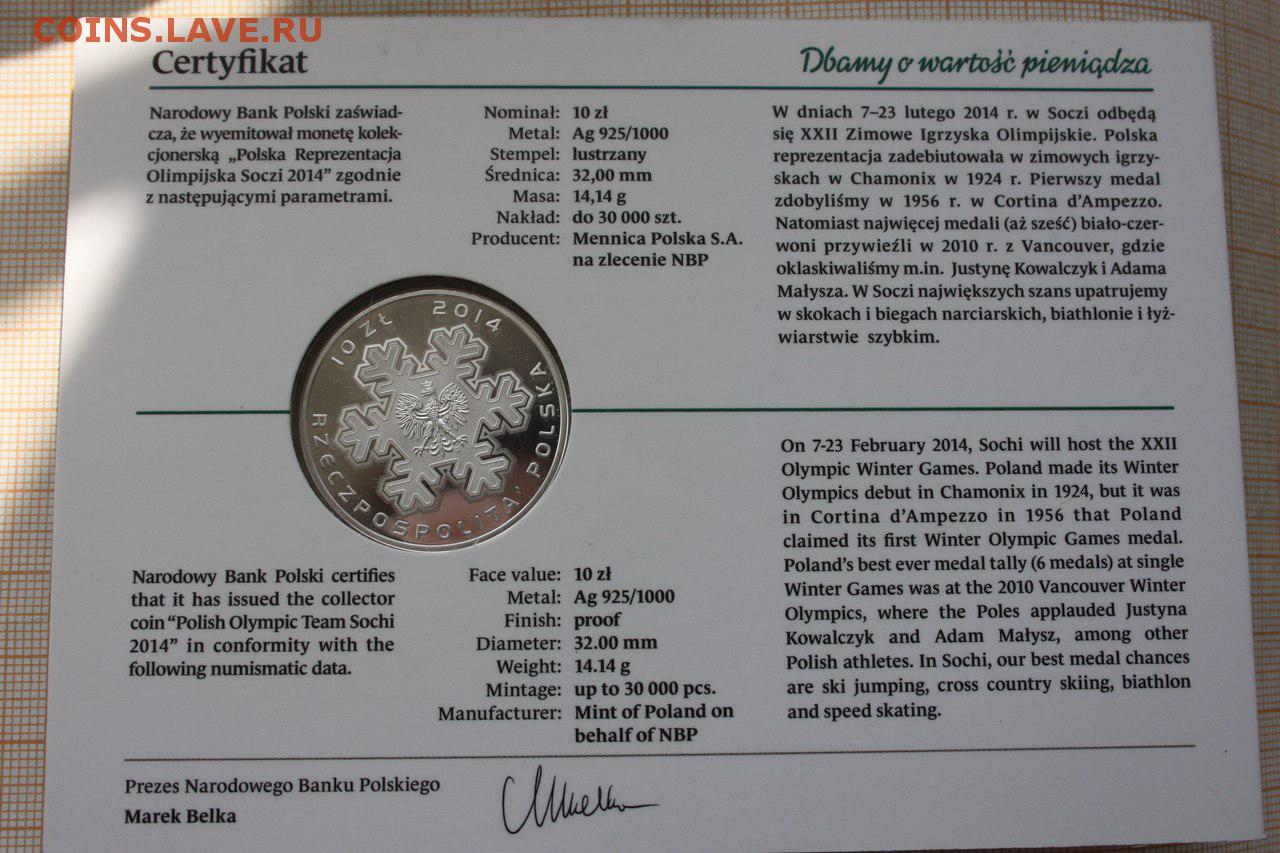 COINS.LAVE.RU
Certyfikat
Dbamy o wartość pieniądza
Narodowy Bank Polski zaświad-
cza, że wyemitował monetę kolek-
cjonerską „Polska Reprezentacja
Olimpijska Soczi 2014” zgodnie
z następującymi parametrami.
Nominał: 10 zł
Metal: Ag 925/1000
Stempel: lustrzany
Średnica: 32,00 mm
Masa: 14,14 g
Nakład: do 30 000 szt.
Producent: Mennica Polska S.A.
na zlecenie NBP
W dniach 7–23 lutego 2014 r. w Soczi odbędą
się XXII Zimowe Igrzyska Olimpijskie. Polska
reprezentacja zadebiutowała w zimowych igrzy-
skach w Chamonix w 1924 r. Pierwszy medal
zdobyliśmy w 1956 r. w Cortina d’Ampezzo.
Natomiast najwięcej medali (aż sześć) biało-czer-
woni przywieźli w 2010 r. z Vancouver, gdzie
oklaskiwaliśmy m.in. Justynę Kowalczyk i Adama
Małysza. W Soczi największych szans upatrujemy
w skokach i biegach narciarskich, biathlonie i łyż-
wiarstwie szybkim.
10 ZŁ 2014
RZECZPOSPOLITA POLSKA
Narodowy Bank Polski certifies
that it has issued the collector
coin “Polish Olympic Team Sochi
2014” in conformity with the
following numismatic data.
Face value: 10 zł
Metal: Ag 925/1000
Finish: proof
Diameter: 32.00 mm
Weight: 14.14 g
Mintage: up to 30 000 pcs.
Manufacturer: Mint of Poland on
behalf of NBP
On 7-23 February 2014, Sochi will host the XXII
Olympic Winter Games. Poland made its Winter
Olympics debut in Chamonix in 1924, but it was
in Cortina d’Ampezzo in 1956 that Poland
claimed its first Winter Olympic Games medal.
Poland’s best ever medal tally (6 medals) at single
Winter Games was at the 2010 Vancouver Winter
Olympics, where the Poles applauded Justyna
Kowalczyk and Adam Małysz, among other
Polish athletes. In Sochi, our best medal chances
are ski jumping, cross country skiing, biathlon
and speed skating.
Prezes Narodowego Banku Polskiego
Marek Belka